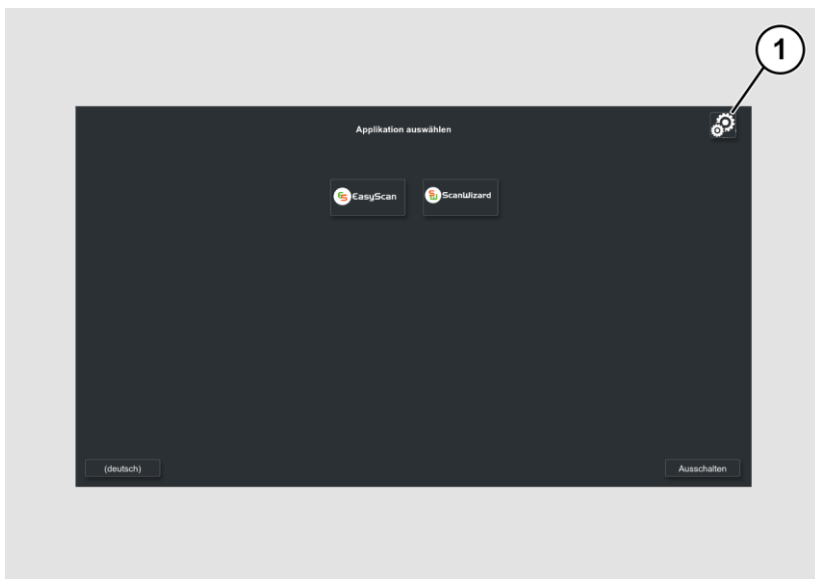 1
Applikation auswählen
EasyScan
ScanWizard
(deutsch)
Ausschalten